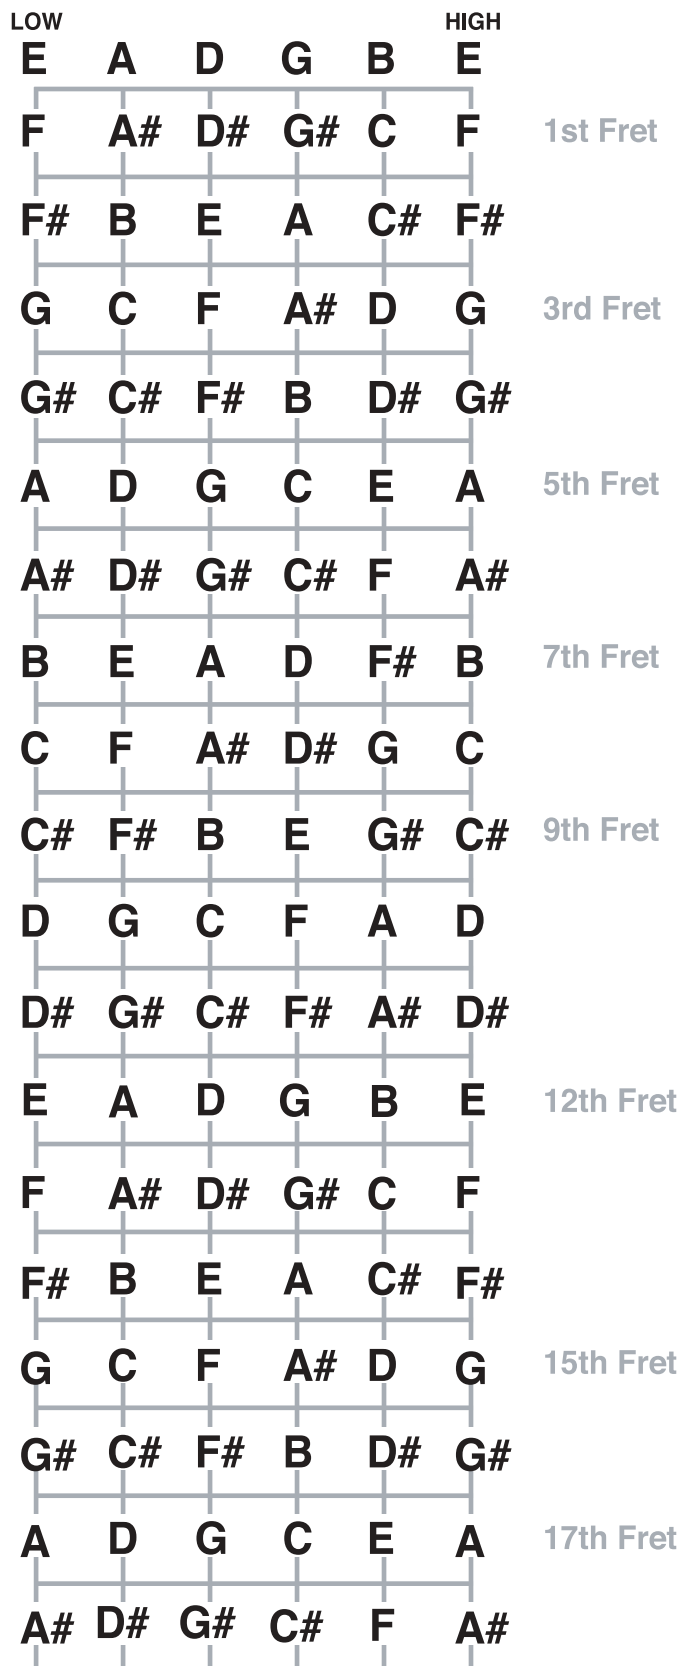 LOW HIGH
E A D G B E
F A# D# G# C F 1st Fret
F# B E A C# F#
G C F A# D G 3rd Fret
G# C# F# B D# G#
A D G C E A 5th Fret
A# D# G# C# F A#
B E A D F# B 7th Fret
C F A# D# G C
C# F# B E G# C# 9th Fret
D G C F A D
D# G# C# F# A# D#
E A D G B E 12th Fret
F A# D# G# C F
F# B E A C# F#
G C F A# D G 15th Fret
G# C# F# B D# G#
A D G C E A 17th Fret
A# D# G# C# F A#